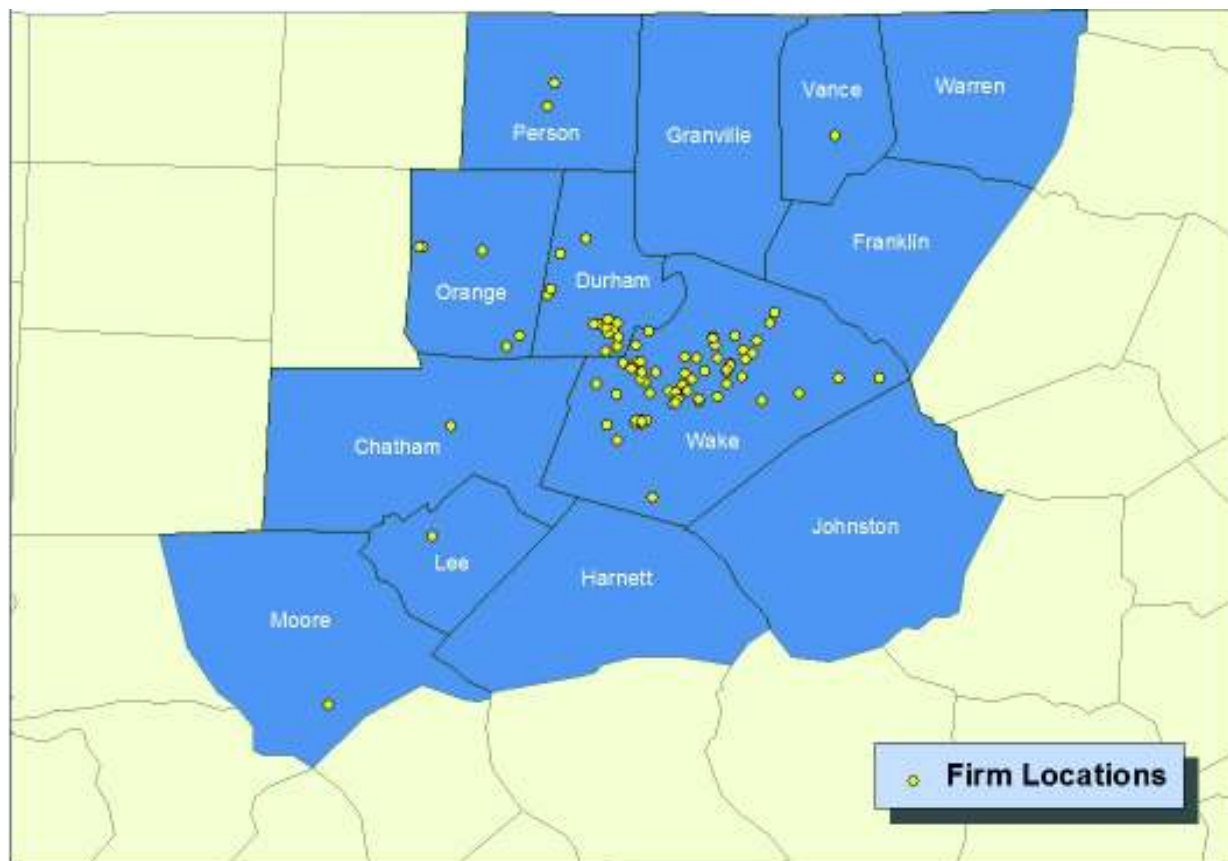 Vance
Warren
Person
Granville
Franklin
Durham
Orange
Wake
Chatham
Johnston
Lee
Harnett
Moore
Firm Locations